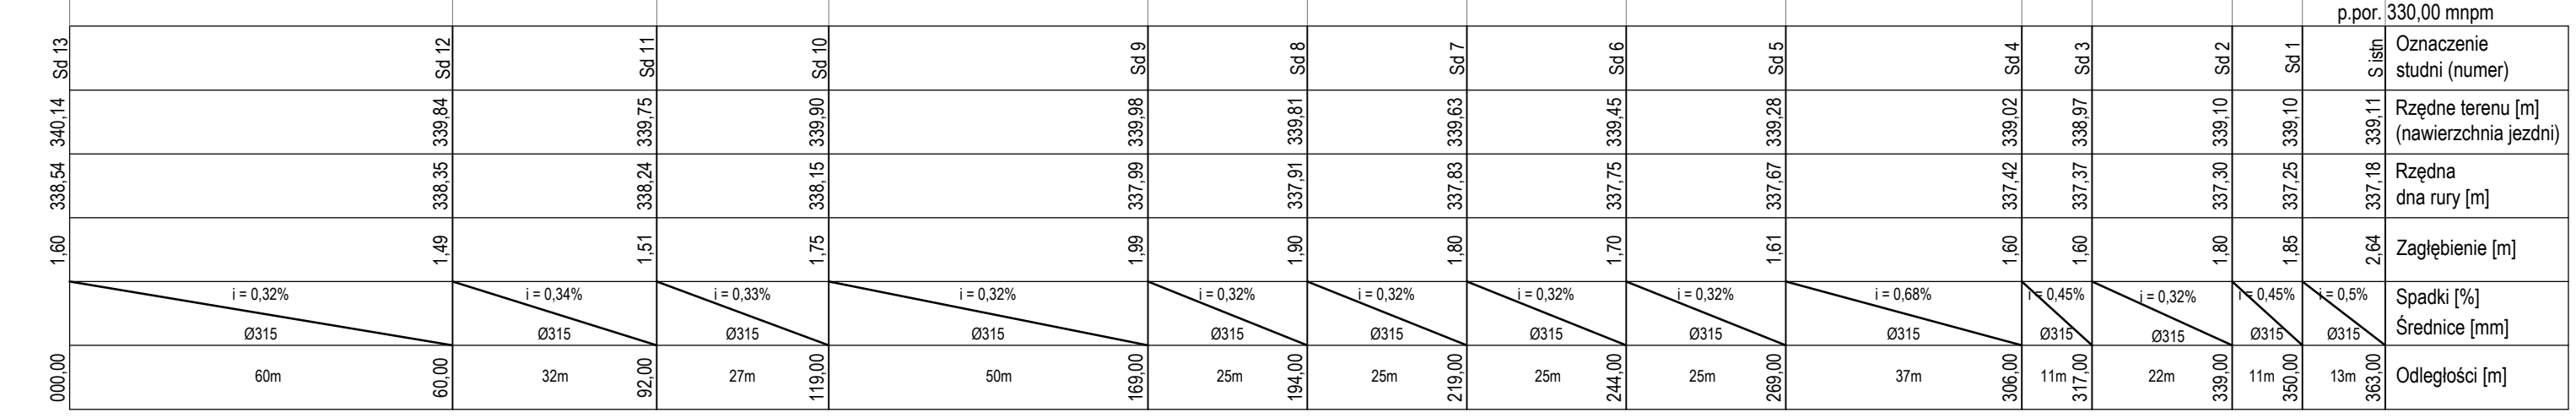 p.por. 330,00 mnpm
Sd 13 Sd 12 Sd 11 Sd 10 Sd 9 Sd 8 Sd 7 Sd 6 Sd 5 Sd 4 Sd 3 Sd 2 Sd 1 S istn Oznaczenie
studni (numer)
340,14 339,84 339,75 339,90 339,98 339,81 339,63 339,45 339,28 339,02 338,97 339,10 339,10 339,11 Rzędne terenu [m]
(nawierzchnia jezdni)
338,54 338,35 338,24 338,15 337,99 337,91 337,83 337,75 337,67 337,42 337,37 337,30 337,25 337,18 Rzędna
dna rury [m]
1,60 1,49 1,51 1,75 1,99 1,90 1,80 1,70 1,61 1,60 1,60 1,80 1,85 2,64 Zagłębienie [m]
i = 0,32% i = 0,34% i = 0,33% i = 0,32% i = 0,32% i = 0,32% i = 0,32% i = 0,32% i = 0,68% i = 0,45% i = 0,32% i = 0,45% i = 0,5% Spadki [%]
Ø315 Ø315 Ø315 Ø315 Ø315 Ø315 Ø315 Ø315 Ø315 Ø315 Ø315 Ø315 Ø315 Średnice [mm]
000,00 60m 60,00 32m 92,00 27m 119,00 50m 169,00 25m 194,00 25m 219,00 25m 244,00 25m 269,00 37m 306,00 11m 317,00 22m 339,00 11m 350,00 13m 363,00 Odległości [m]